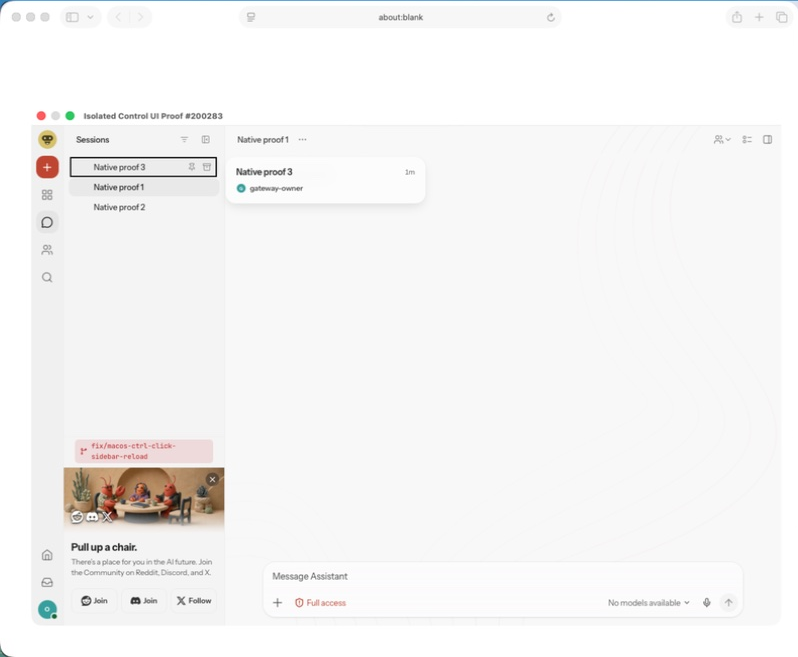 about:blank
Isolated Control UI Proof #200283
Sessions
Native proof 3
Native proof 1
Native proof 2
fix/macos-ctrl-click-
sidebar-reload
Pull up a chair.
There's a place for you in the AI future. Join
the Community on Reddit, Discord, and X.
Join
Join
Follow
Native proof 1
Native proof 3
1m
gateway-owner
Message Assistant
Full access
No models available